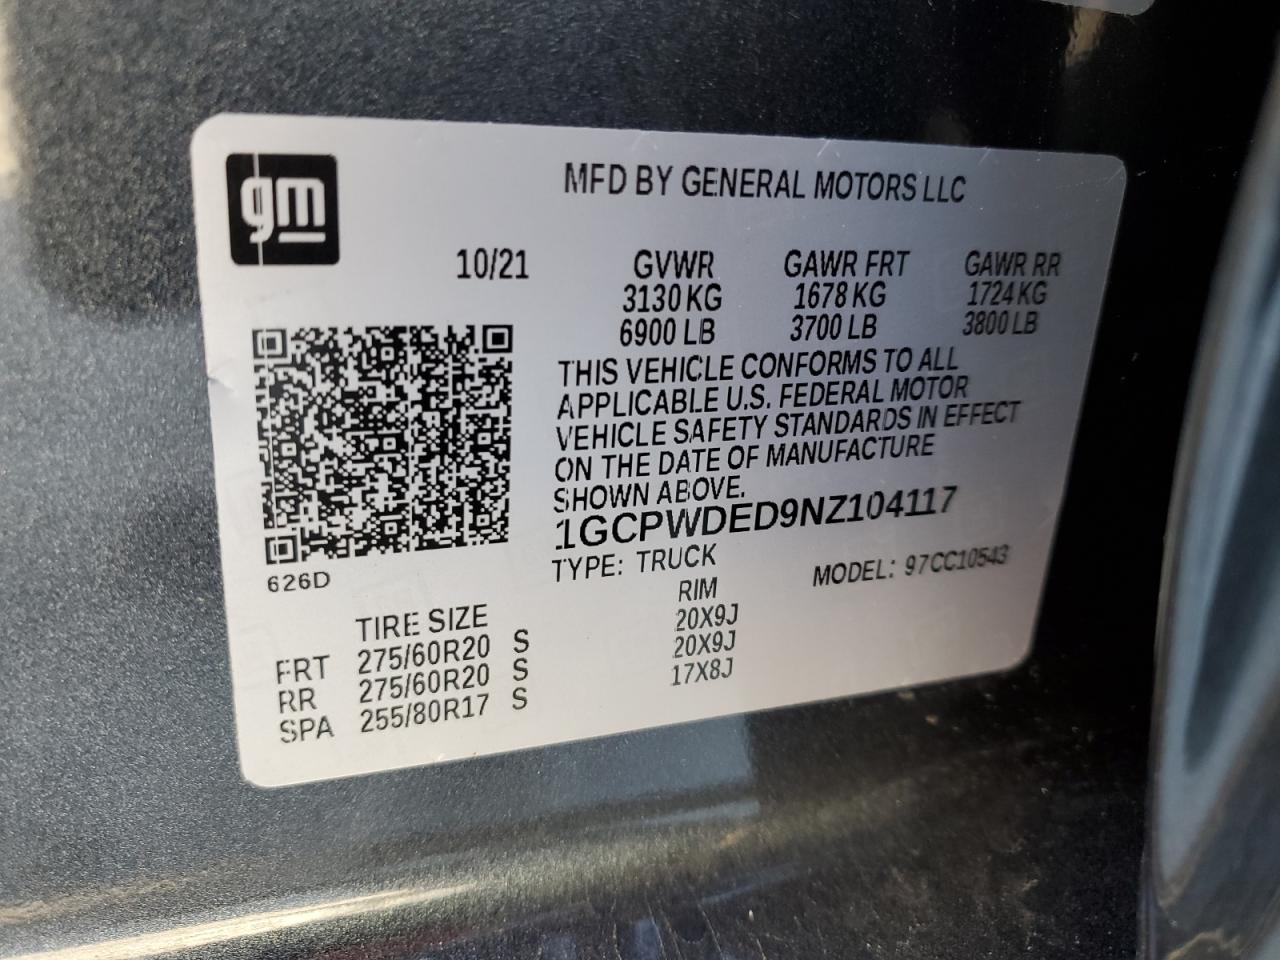 gm
MFD BY GENERAL MOTORS LLC
10/21 GVWR GAWR FRT GAWR RR
3130 KG 1678 KG 1724 KG
6900 LB 3700 LB 3800 LB
THIS VEHICLE CONFORMS TO ALL
APPLICABLE U.S. FEDERAL MOTOR
VEHICLE SAFETY STANDARDS IN EFFECT
ON THE DATE OF MANUFACTURE
SHOWN ABOVE.
1GCPWDED9NZ104117
626D
TYPE: TRUCK MODEL: 97CC10543
TIRE SIZE RIM
FRT 275/60R20 S 20X9J
RR 275/60R20 S 20X9J
SPA 255/80R17 S 17X8J